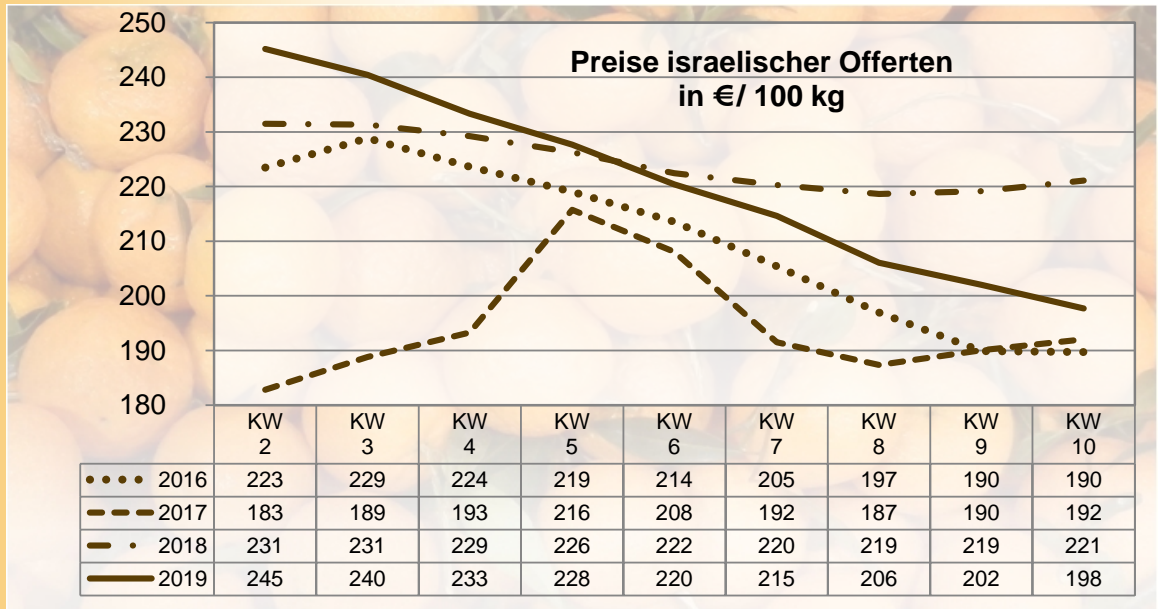 Preise israelischer Offerten
in €/ 100 kg
250
240
230
220
210
200
190
180
KW KW KW KW KW KW KW KW KW
2 3 4 5 6 7 8 9 10
2016 223 229 224 219 214 205 197 190 190
2017 183 189 193 216 208 192 187 190 192
2018 231 231 229 226 222 220 219 219 221
2019 245 240 233 228 220 215 206 202 198